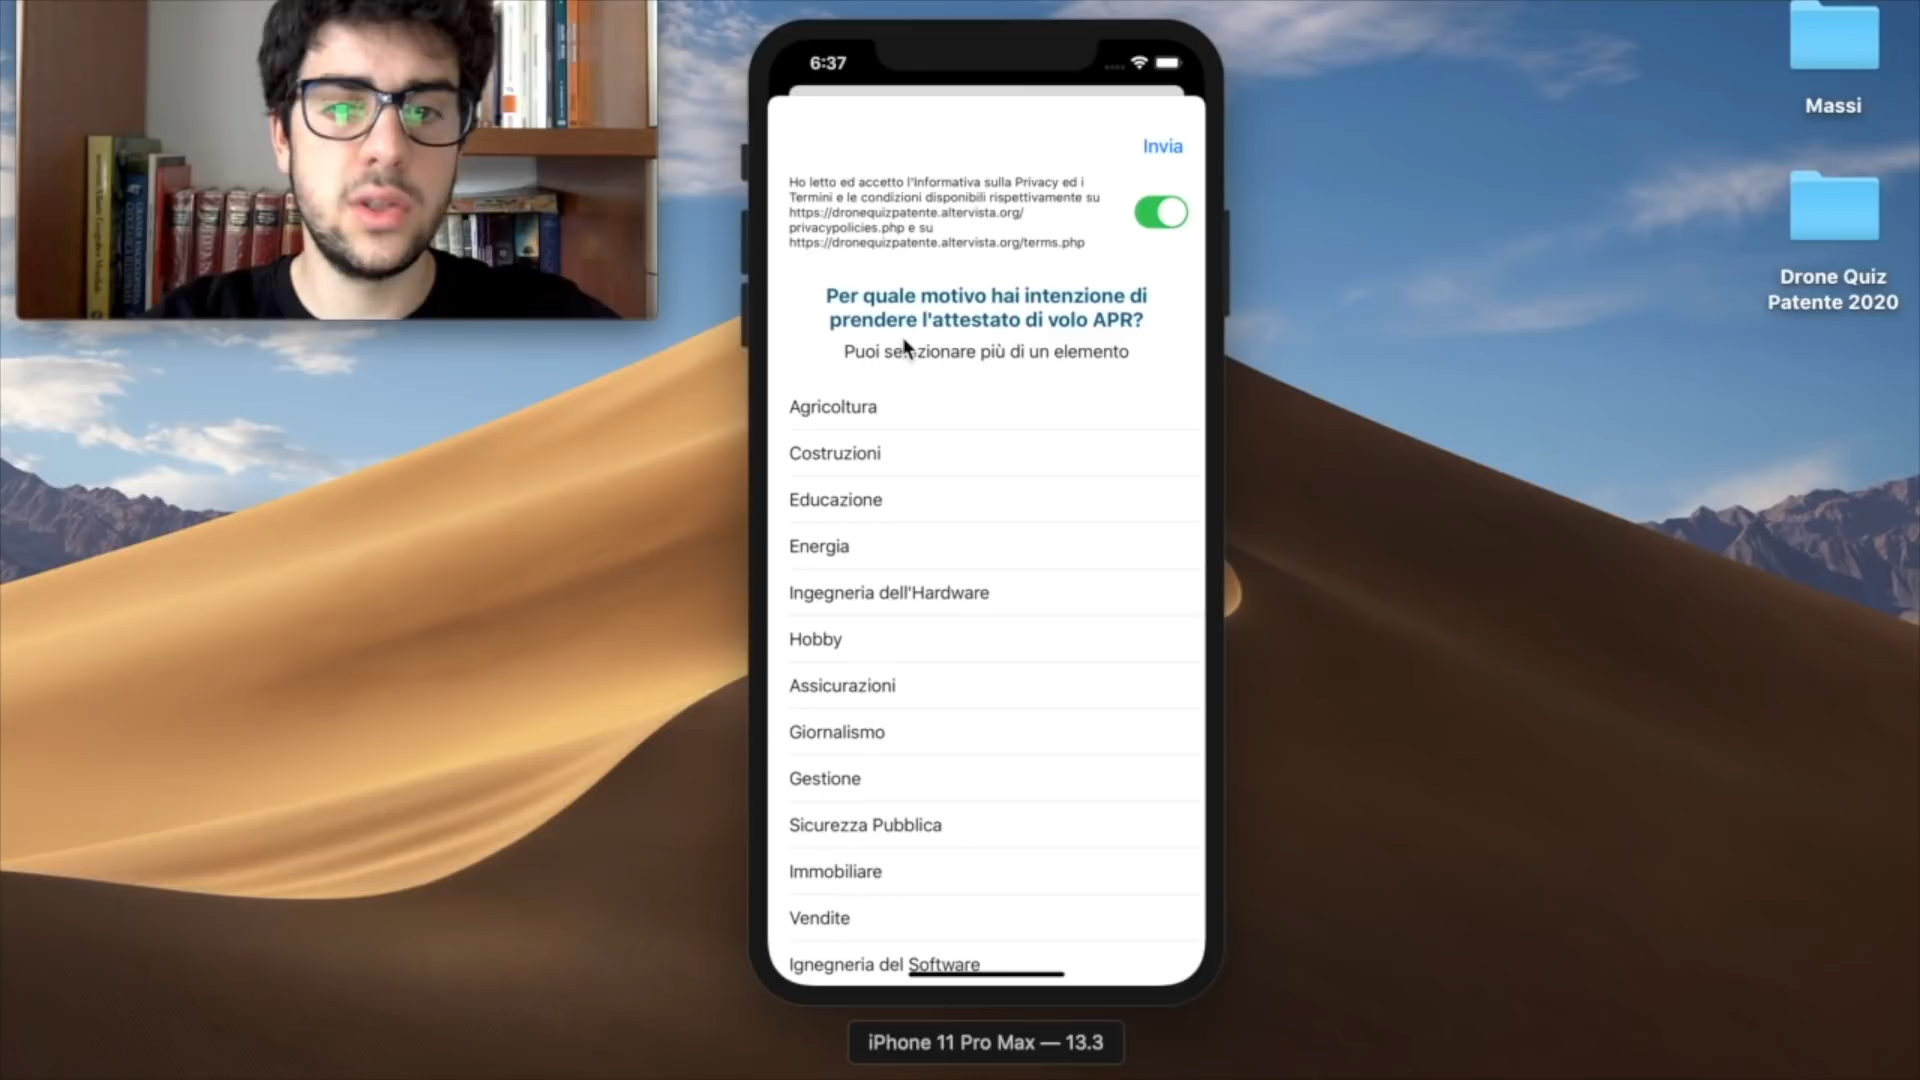 6:37
Invia
Ho letto ed accetto l'Informativa sulla Privacy ed i
Termini e le condizioni disponibili rispettivamente su
https://dronequizpatente.altervista.org/
privacypolicies.php e su
https://dronequizpatente.altervista.org/terms.php
Per quale motivo hai intenzione di
prendere l'attestato di volo APR?
Puoi selezionare più di un elemento
Agricoltura
Costruzioni
Educazione
Energia
Ingegneria dell'Hardware
Hobby
Assicurazioni
Giornalismo
Gestione
Sicurezza Pubblica
Immobiliare
Vendite
Ignegneria del Software
iPhone 11 Pro Max — 13.3
Massi
Drone Quiz
Patente 2020